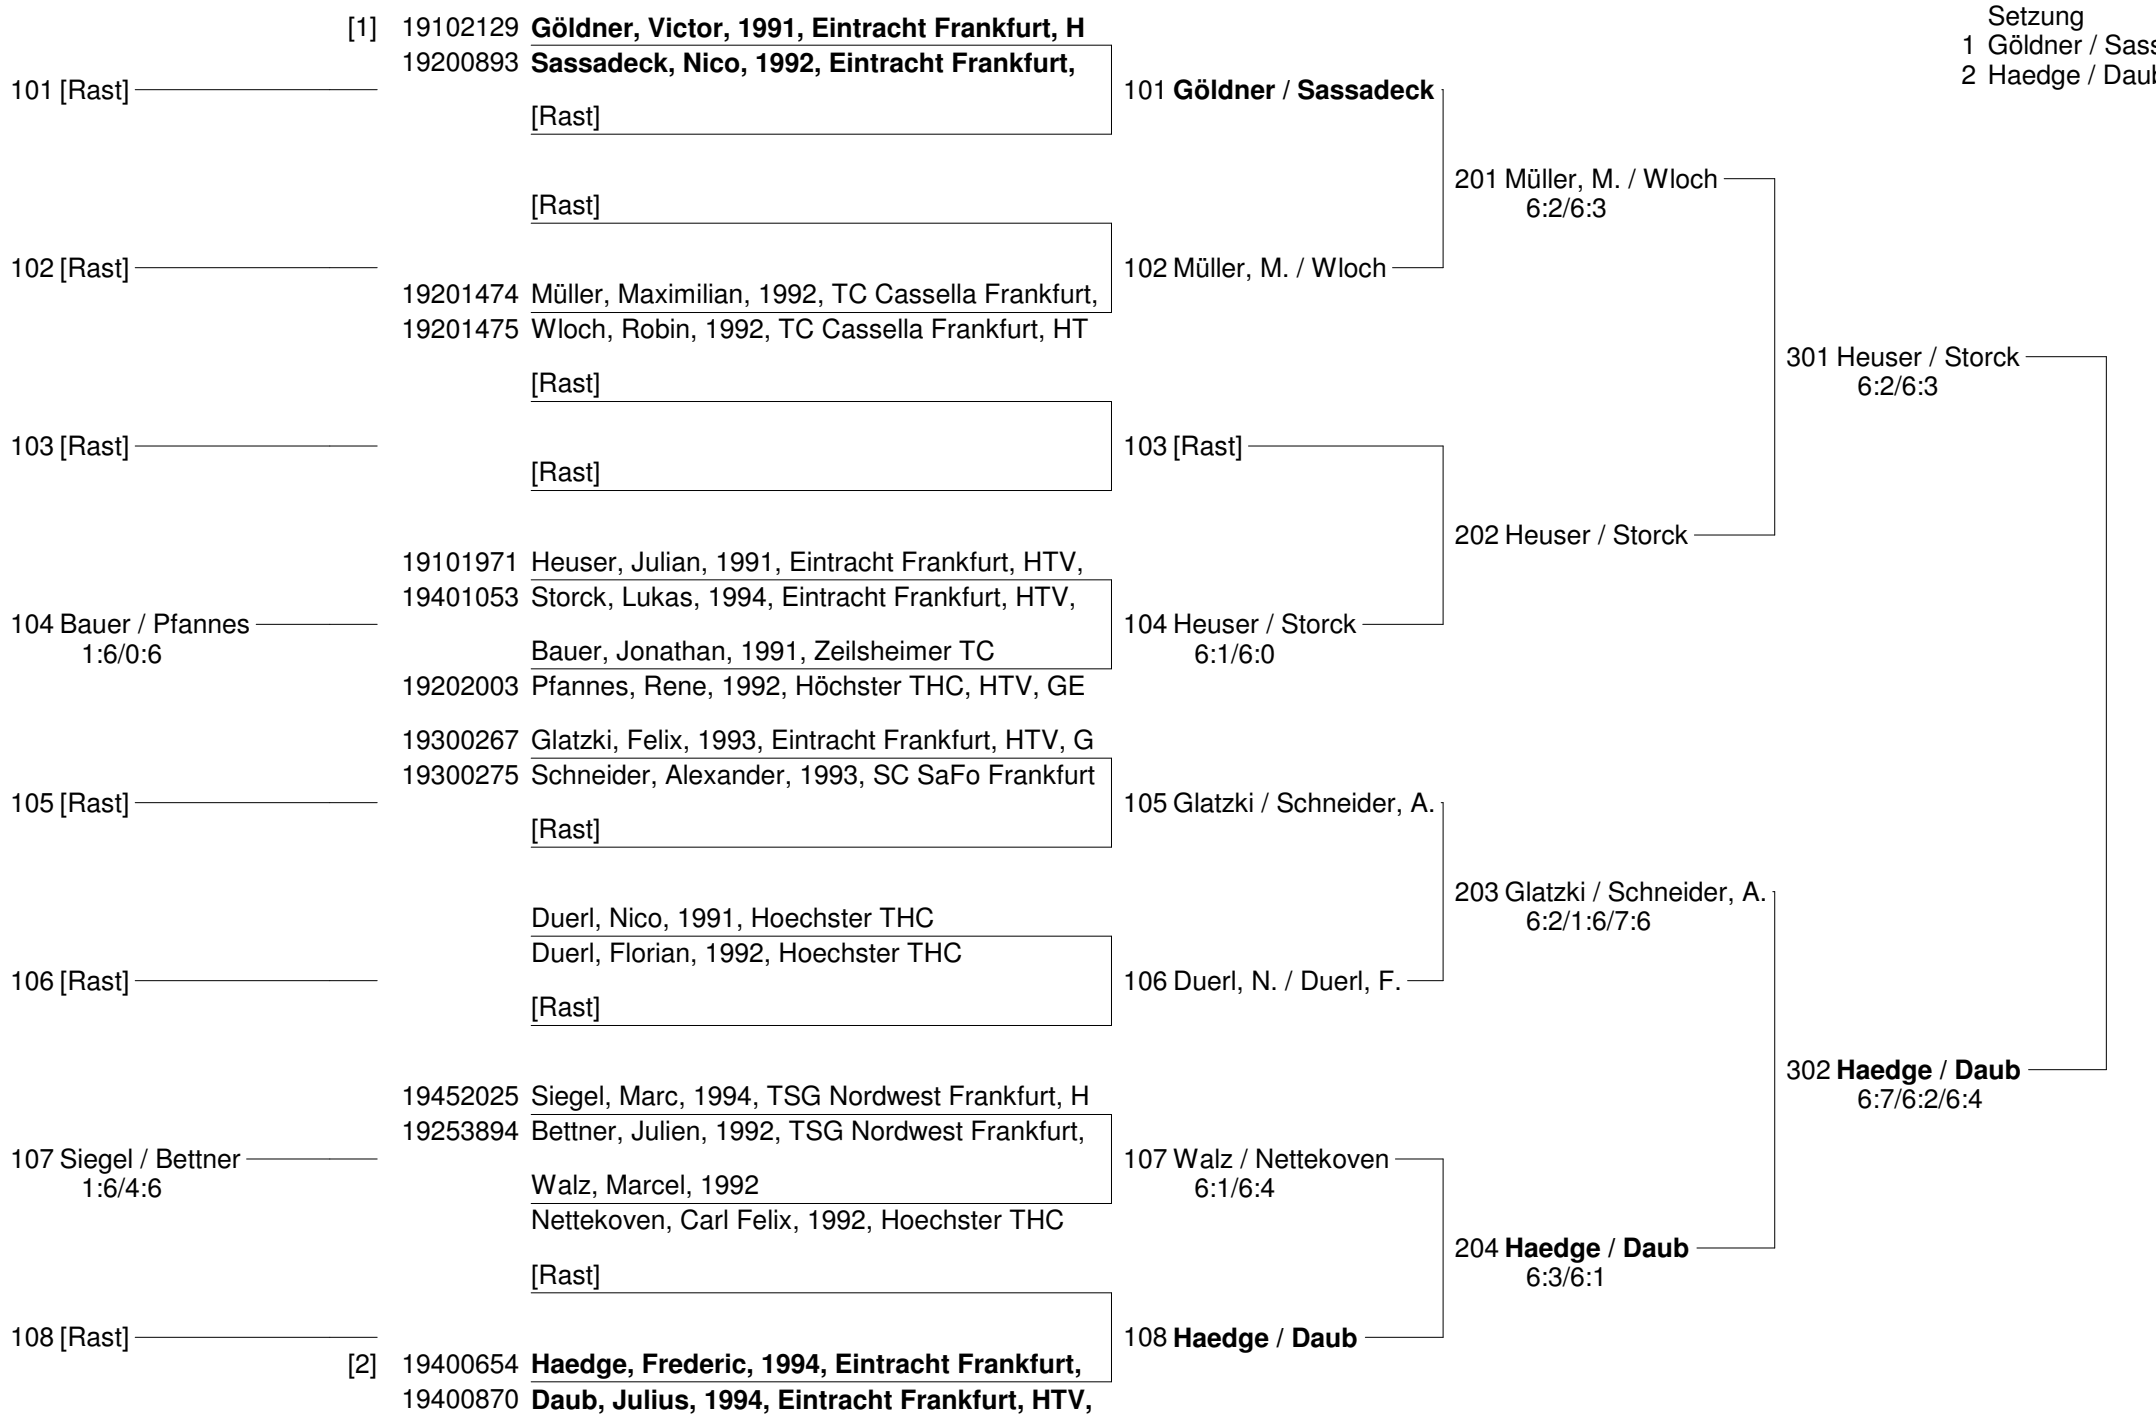 [1] 19102129 Göldner, Victor, 1991, Eintracht Frankfurt, H
19200893 Sassadeck, Nico, 1992, Eintracht Frankfurt,
Setzung
1 Göldner / Sass
2 Haedge / Daub
101 [Rast]
[Rast]
101 Göldner / Sassadeck
[Rast]
201 Müller, M. / Wloch
6:2/6:3
102 [Rast]
102 Müller, M. / Wloch
19201474 Müller, Maximilian, 1992, TC Cassella Frankfurt,
19201475 Wloch, Robin, 1992, TC Cassella Frankfurt, HT
[Rast]
301 Heuser / Storck
6:2/6:3
103 [Rast]
103 [Rast]
[Rast]
202 Heuser / Storck
19101971 Heuser, Julian, 1991, Eintracht Frankfurt, HTV,
19401053 Storck, Lukas, 1994, Eintracht Frankfurt, HTV,
104 Bauer / Pfannes
1:6/0:6
104 Heuser / Storck
6:1/6:0
Bauer, Jonathan, 1991, Zeilsheimer TC
19202003 Pfannes, Rene, 1992, Höchster THC, HTV, GE
19300267 Glatzki, Felix, 1993, Eintracht Frankfurt, HTV, G
19300275 Schneider, Alexander, 1993, SC SaFo Frankfurt
105 [Rast]
105 Glatzki / Schneider, A.
[Rast]
203 Glatzki / Schneider, A.
6:2/1:6/7:6
Duerl, Nico, 1991, Hoechster THC
Duerl, Florian, 1992, Hoechster THC
106 [Rast]
106 Duerl, N. / Duerl, F.
[Rast]
302 Haedge / Daub
6:7/6:2/6:4
19452025 Siegel, Marc, 1994, TSG Nordwest Frankfurt, H
19253894 Bettner, Julien, 1992, TSG Nordwest Frankfurt,
107 Siegel / Bettner
1:6/4:6
107 Walz / Nettekoven
6:1/6:4
Walz, Marcel, 1992
Nettekoven, Carl Felix, 1992, Hoechster THC
204 Haedge / Daub
6:3/6:1
[Rast]
108 [Rast]
108 Haedge / Daub
[2] 19400654 Haedge, Frederic, 1994, Eintracht Frankfurt,
19400870 Daub, Julius, 1994, Eintracht Frankfurt, HTV,